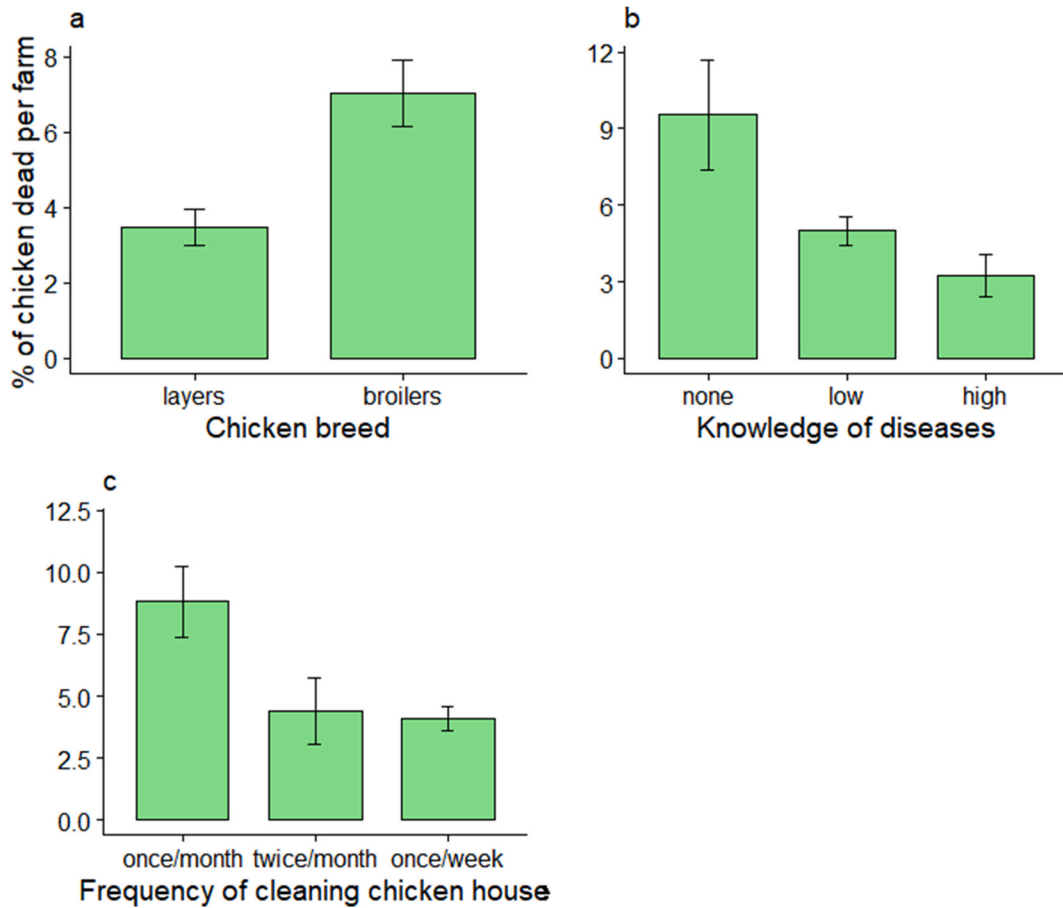 a
% of chicken dead per farm
8
6
4
2
0
layers broilers
Chicken breed
b
12
9
6
3
0
none low high
Knowledge of diseases
c
12.5
10.0
7.5
5.0
2.5
0.0
once/month twice/month once/week
Frequency of cleaning chicken house